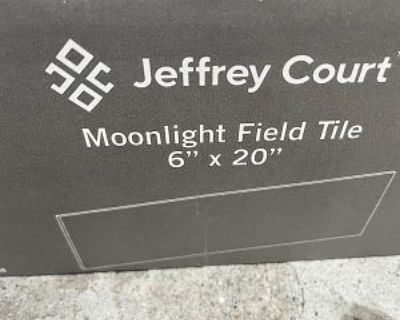 Jeffrey Court
Moonlight Field Tile
6" x 20"